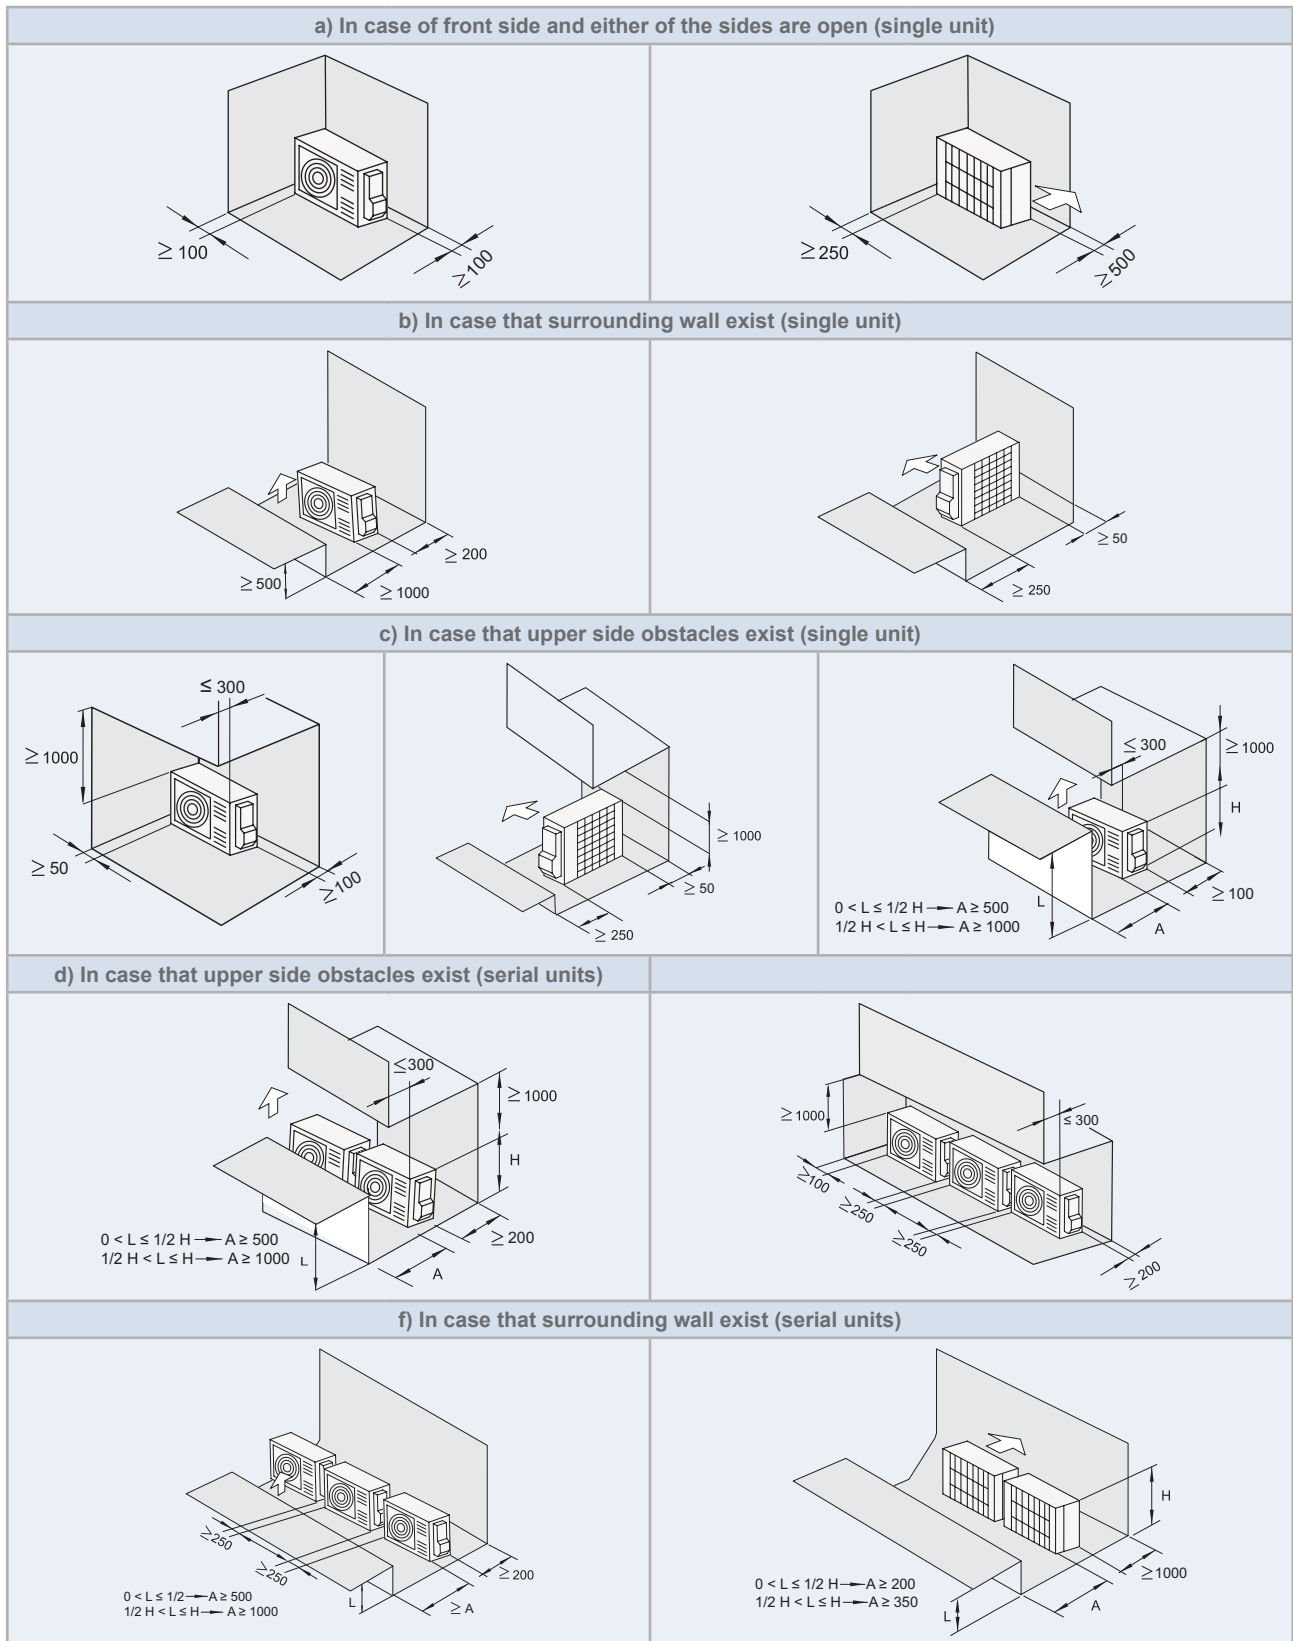 a) In case of front side and either of the sides are open (single unit)
≥ 100
≥100
≥ 250
≥500
b) In case that surrounding wall exist (single unit)
≥ 200
≥ 500
≥ 1000
≥ 50
≥ 250
c) In case that upper side obstacles exist (single unit)
≤ 300
≥ 1000
≥ 50
≥100
≥ 1000
≥ 50
≥ 250
≤ 300
≥ 1000
H
≥ 100
L
A
0 < L ≤ 1/2 H → A ≥ 500
1/2 H < L ≤ H → A ≥ 1000
d) In case that upper side obstacles exist (serial units)
≤300
≥ 1000
H
≥ 200
A
L
0 < L ≤ 1/2 H → A ≥ 500
1/2 H < L ≤ H → A ≥ 1000
≥1000
≤ 300
≥100
≥250
≥250
≥200
f) In case that surrounding wall exist (serial units)
≥250
≥250
≥ 200
≥ A
L
0 < L ≤ 1/2 → A ≥ 500
1/2 H < L ≤ H → A ≥ 1000
H
≥1000
A
L
0 < L ≤ 1/2 H → A ≥ 200
1/2 H < L ≤ H → A ≥ 350